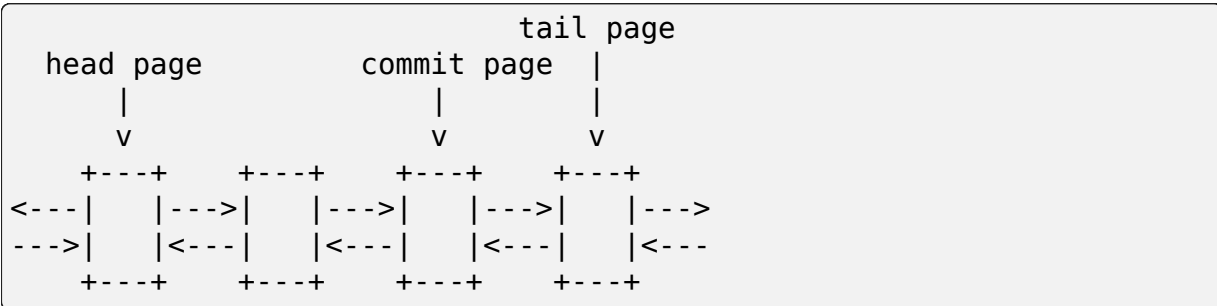 tail page
  head page          commit page  |
       |                    |         |
       v                    v         v
     +---+     +---+     +---+     +---+
<---|    |--->|    |--->|    |--->|    |--->
--->|    |<---|    |<---|    |<---|    |<---
     +---+     +---+     +---+     +---+